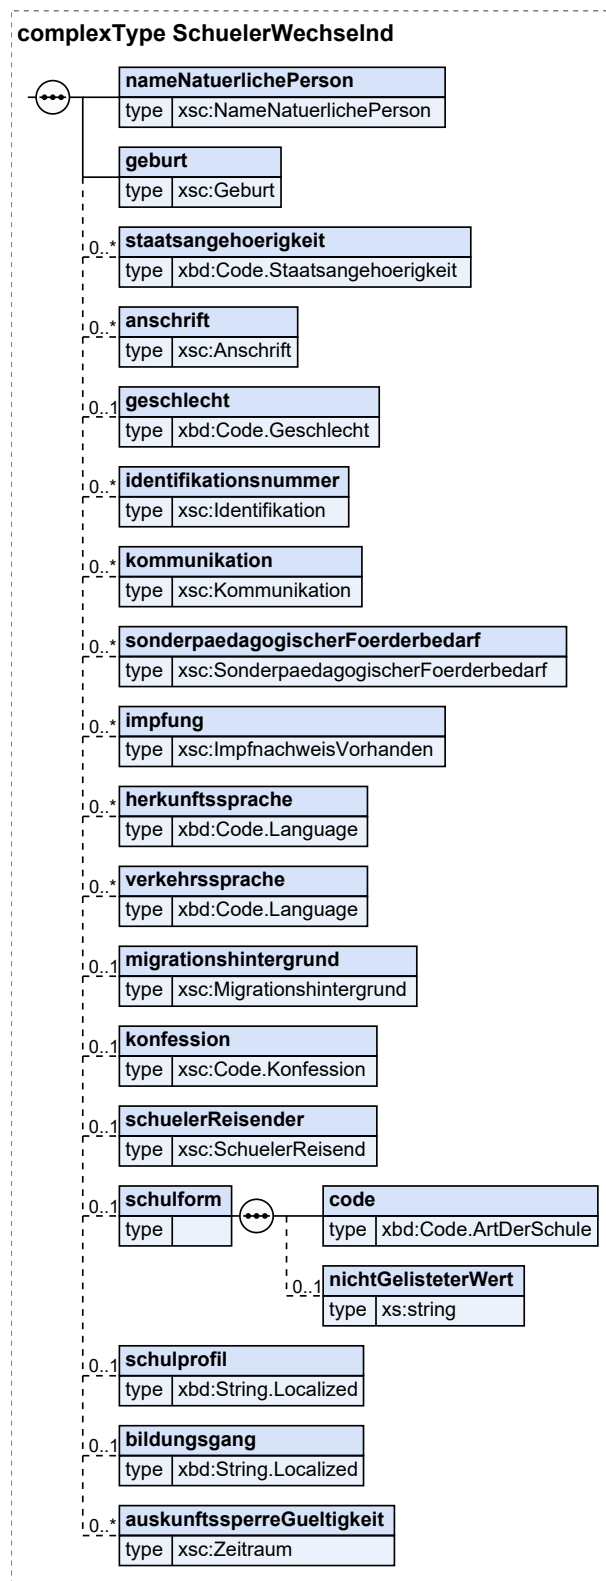 complexType SchuelerWechselnd
nameNatuerlichePerson
type xsc:NameNatuerlichePerson
geburt
type xsc:Geburt
0..* staatsangehoerigkeit
type xbd:Code.Staatsangehoerigkeit
0..* anschrift
type xsc:Anschrift
0..1 geschlecht
type xbd:Code.Geschlecht
0..* identifikationsnummer
type xsc:Identifikation
0..* kommunikation
type xsc:Kommunikation
0..* sonderpaedagogischerFoerderbedarf
type xsc:SonderpaedagogischerFoerderbedarf
0..* impfung
type xsc:ImpfnachweisVorhanden
0..* herkunftssprache
type xbd:Code.Language
0..* verkehrssprache
type xbd:Code.Language
0..1 migrationshintergrund
type xsc:Migrationshintergrund
0..1 konfession
type xsc:Code.Konfession
0..1 schuelerReisender
type xsc:SchuelerReisend
0..1 schulform code
type type xbd:Code.ArtDerSchule
0..1 nichtGelisteterWert
type xs:string
0..1 schulprofil
type xbd:String.Localized
0..1 bildungsgang
type xbd:String.Localized
0..* auskunftssperreGueltigkeit
type xsc:Zeitraum